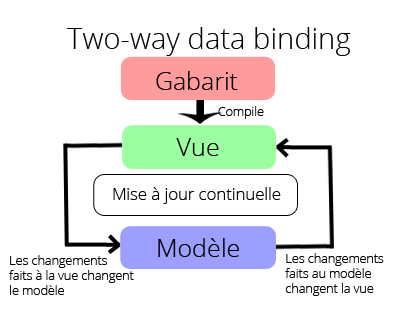 Two-way data binding
Gabarit
Compile
Vue
Mise à jour continuelle
Modèle
Les changements
faits à la vue changent
le modèle
Les changements
faits au modèle
changent la vue